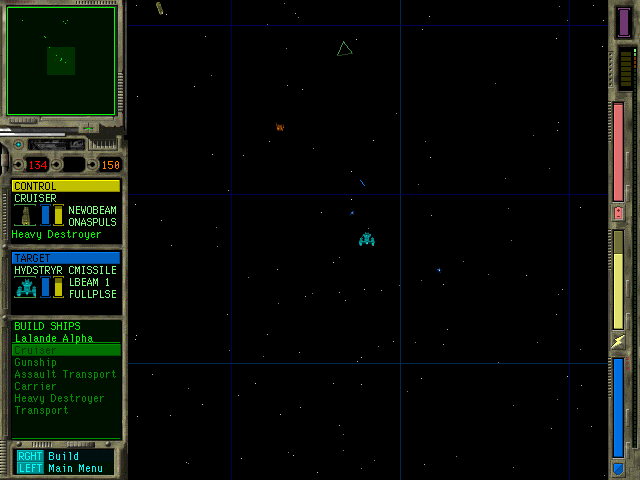 134 150
CONTROL
CRUISER
NEWOBEAM
ONASPULS
Heavy Destroyer
TARGET
HVDSTRYR CMISSILE
LBEAM 1
FULLPLSE
BUILD SHIPS
Lalande Alpha
Cruiser
Gunship
Assault Transport
Carrier
Heavy Destroyer
Transport
RGHT Build
LEFT Main Menu